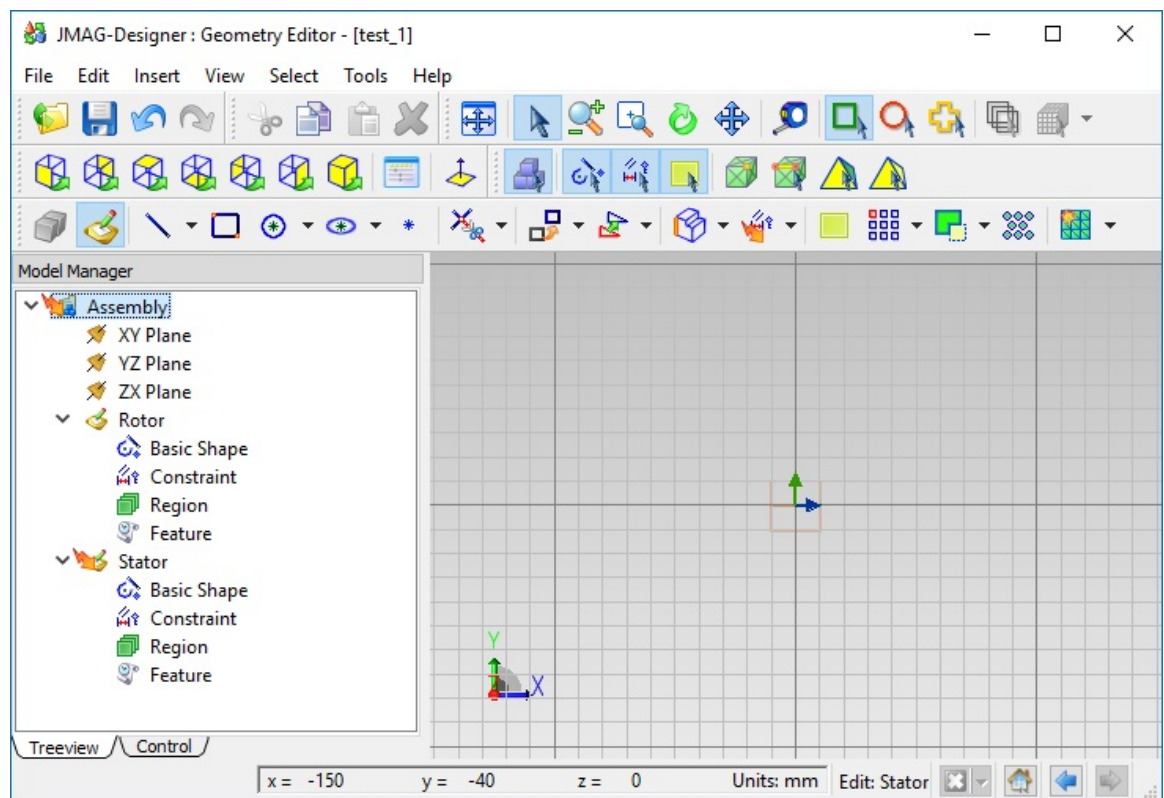 JMAG-Designer : Geometry Editor - [test_1]
File Edit Insert View Select Tools Help
Model Manager
Assembly
XY Plane
YZ Plane
ZX Plane
Rotor
Basic Shape
Constraint
Region
Feature
Stator
Basic Shape
Constraint
Region
Feature
Y
X
Treeview Control
x = -150 y = -40 z = 0 Units: mm Edit: Stator